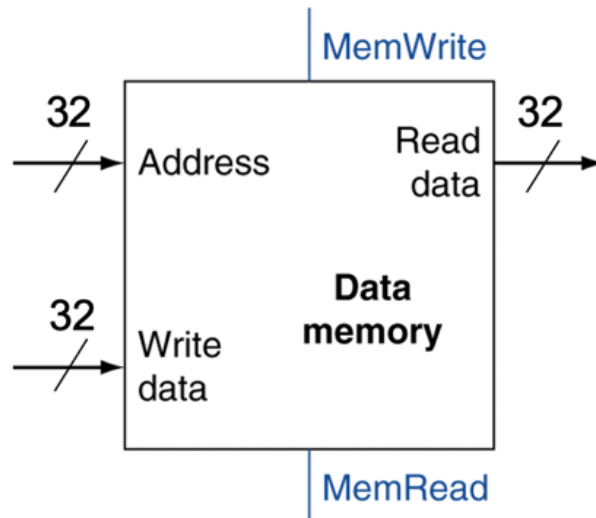 MemWrite
32
32
Address
Read
data
Data
memory
32
Write
data
MemRead